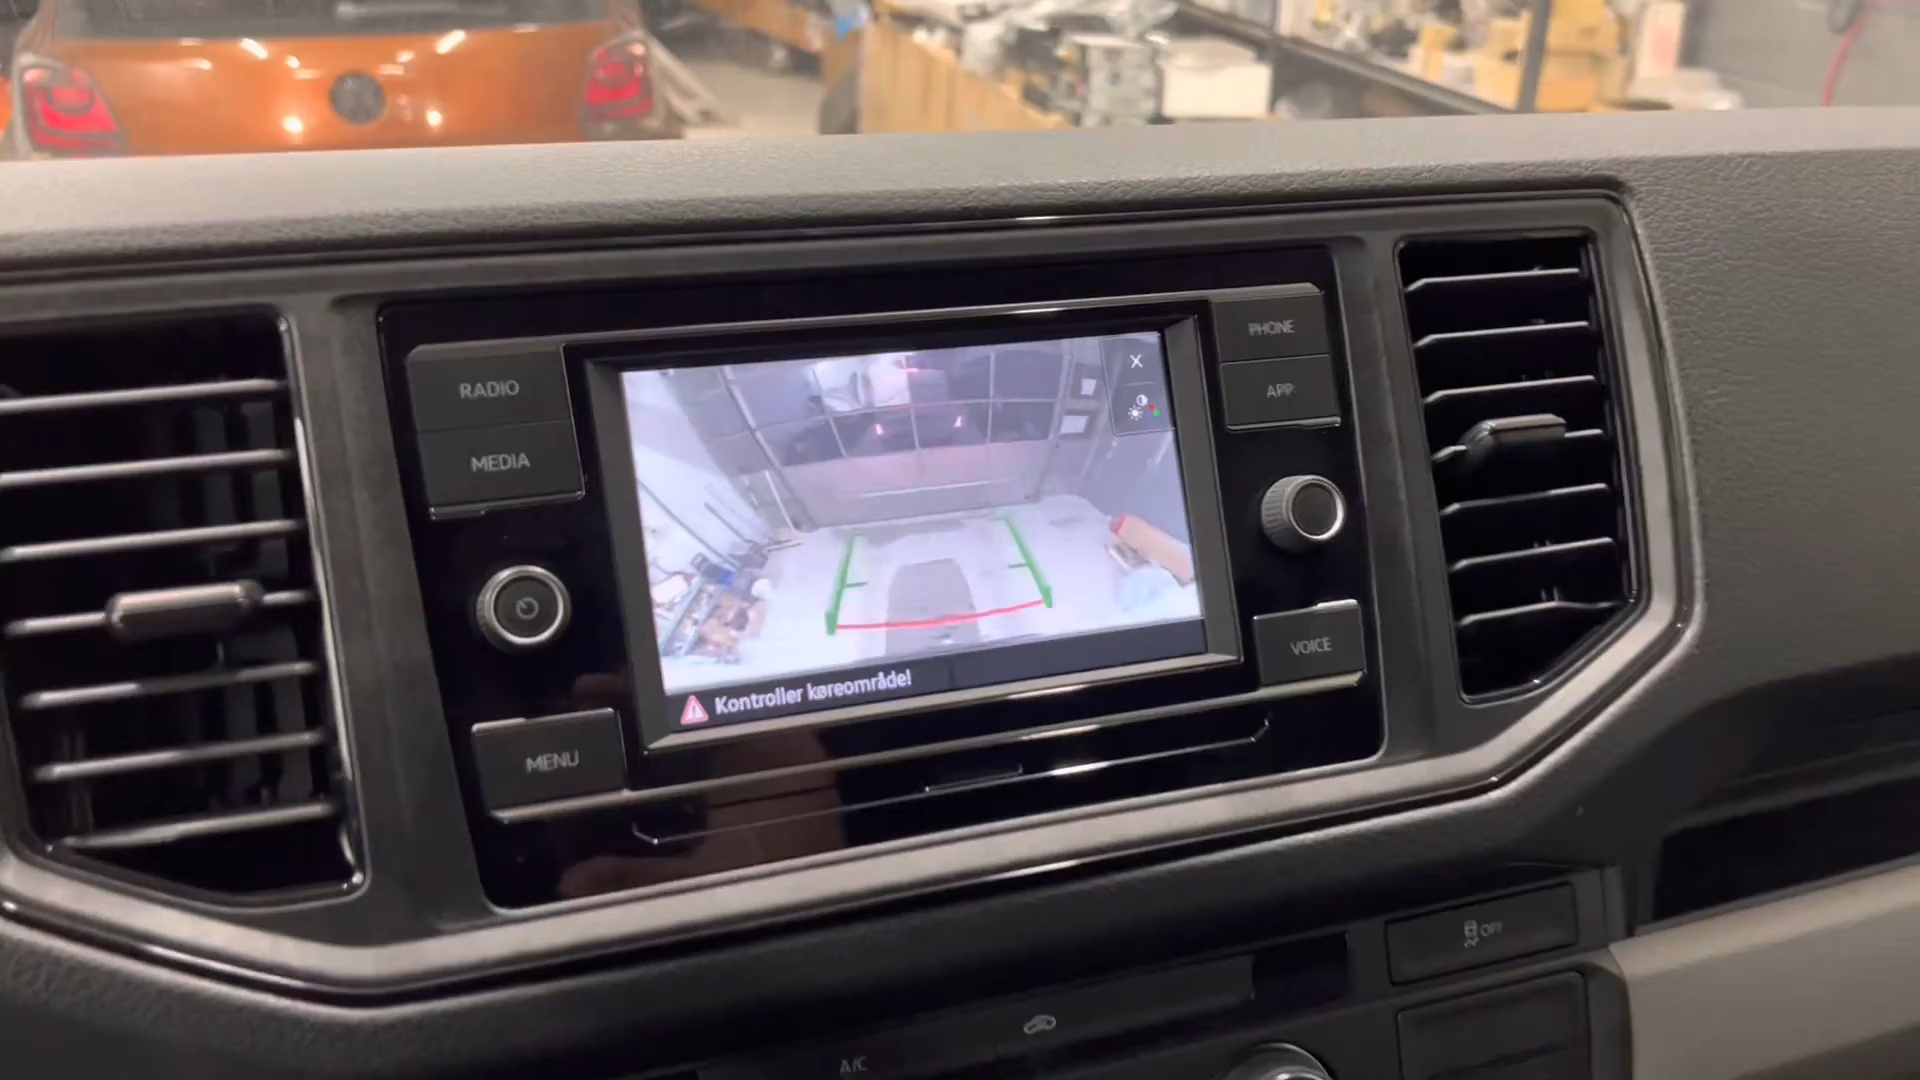 RADIO
MEDIA
MENU
PHONE
APP
VOICE
Kontroller køreområde!
OFF
A/C